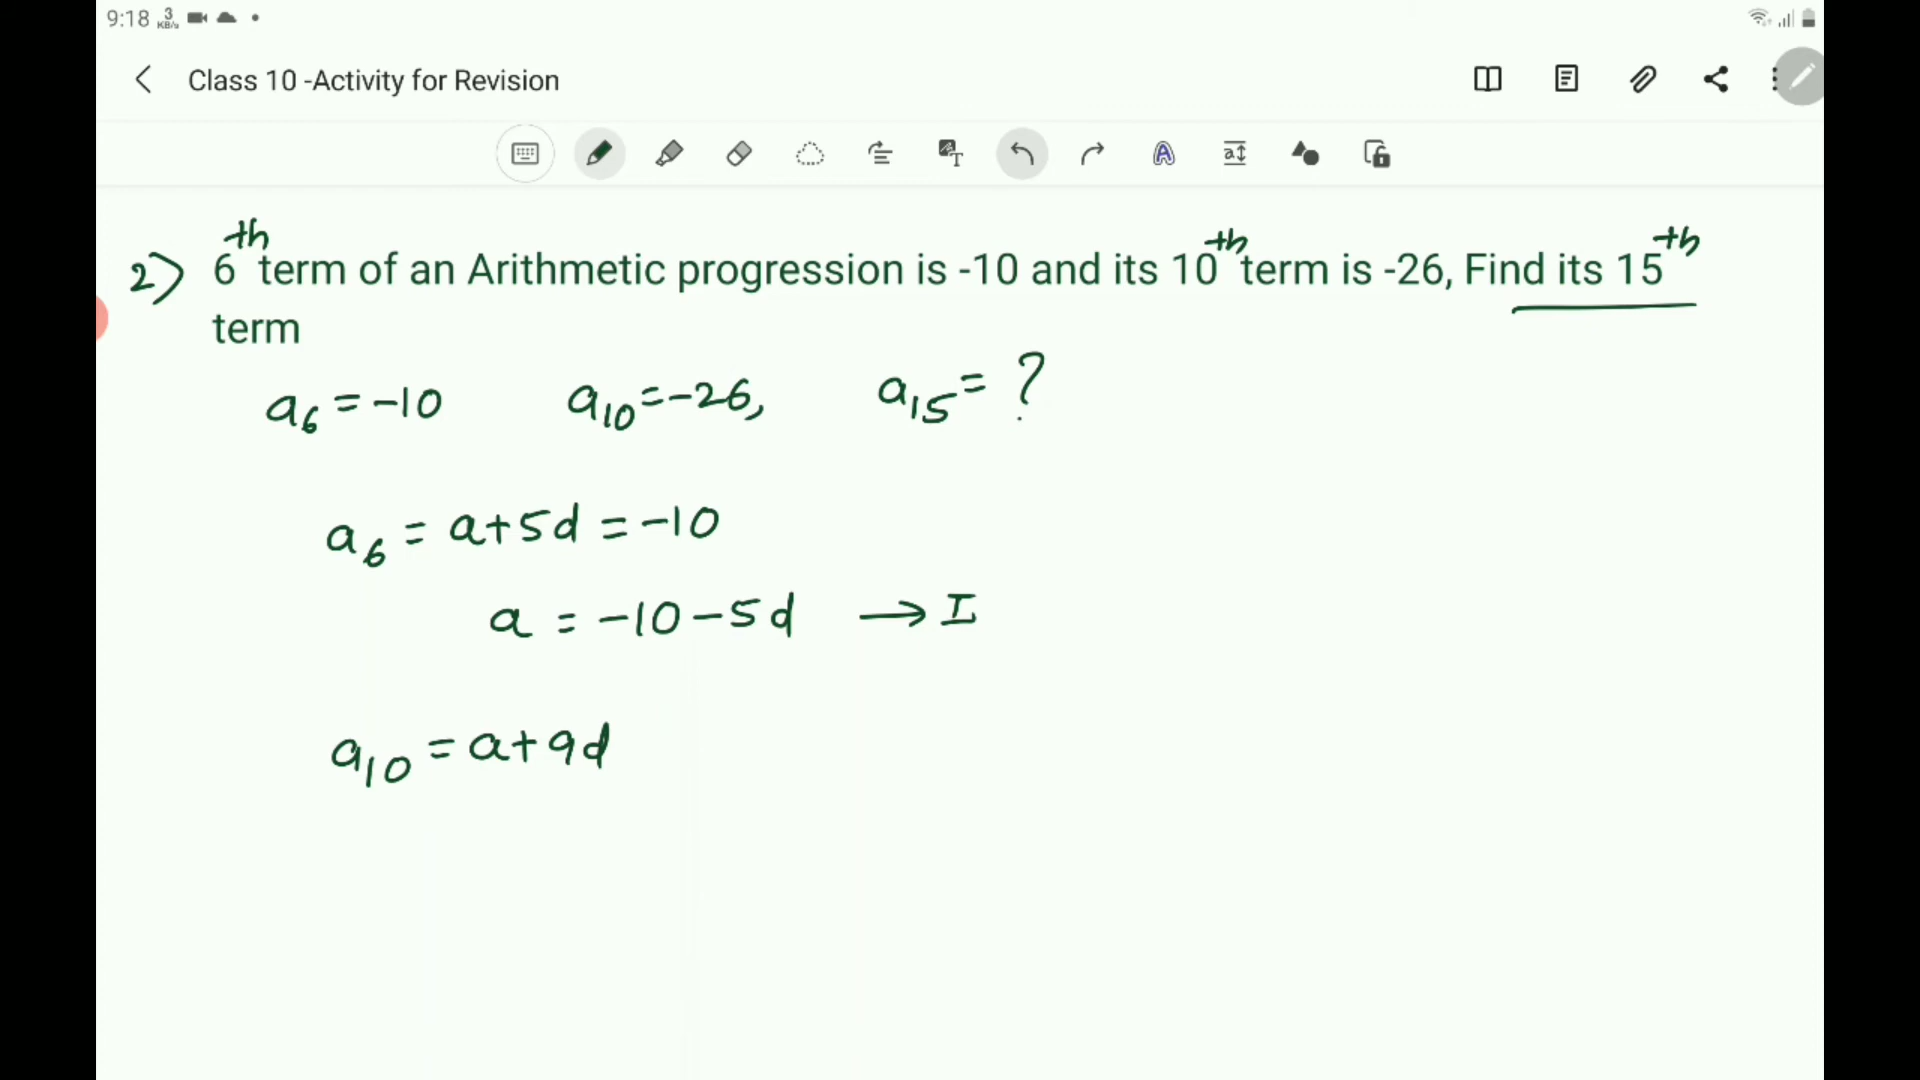 9:18 3 KB/s
Class 10 -Activity for Revision
T A a
2) 6th term of an Arithmetic progression is -10 and its 10th term is -26, Find its 15th
term
a6 = -10 a10 = -26, a15 = ?
a6 = a+5d = -10
a = -10-5d → I
a10 = a+9d